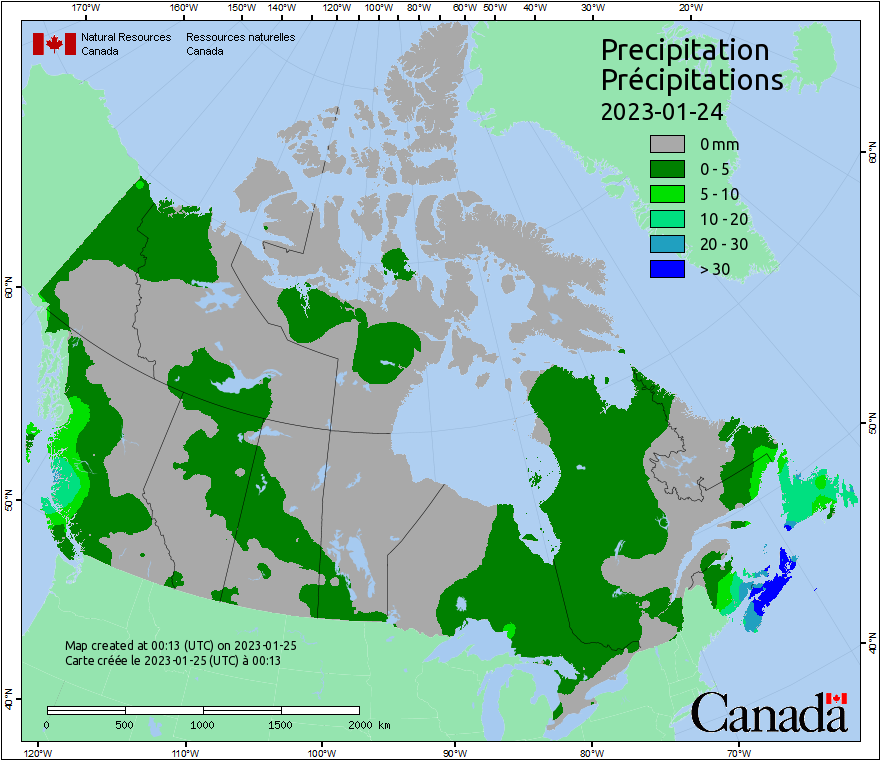 170°W 160°W 150°W 140°W 130°W 120°W 110°W 100°W 90°W 80°W 60°W 50°W 40°W 30°W 20°W
Natural Resources Ressources naturelles
Canada Canada
Precipitation
Précipitations
2023-01-24
0 mm
0 - 5
5 - 10
10 - 20
20 - 30
> 30
60°N
60°N
50°N
50°N
40°N
40°N
Map created at 00:13 (UTC) on 2023-01-25
Carte créée le 2023-01-25 (UTC) à 00:13
0 500 1000 1500 2000 km
Canada
120°W 110°W 100°W 90°W 80°W 70°W